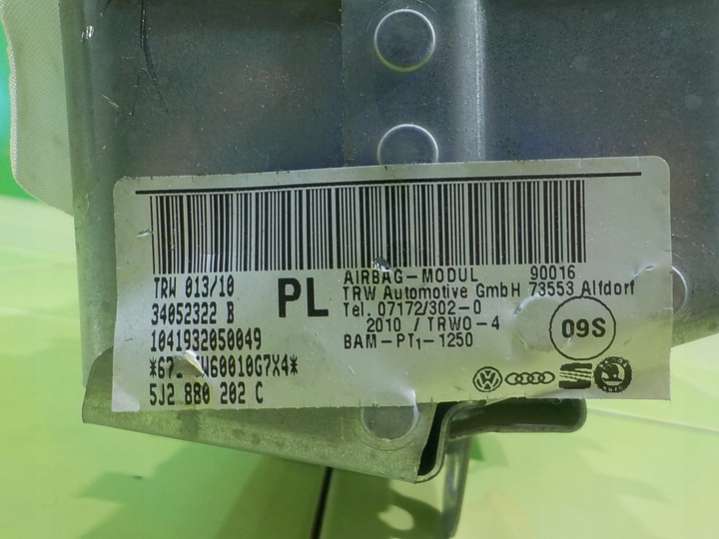 TRW 013/10
34052322 B
1041932050049
5J2 880 202 C
PL
AIRBAG-MODUL 90016
TRW Automotive GmbH 73553 Alfdorf
Tel. 07172/302-0
2010 / TRWO-4
BAM-PT1-1250
09S